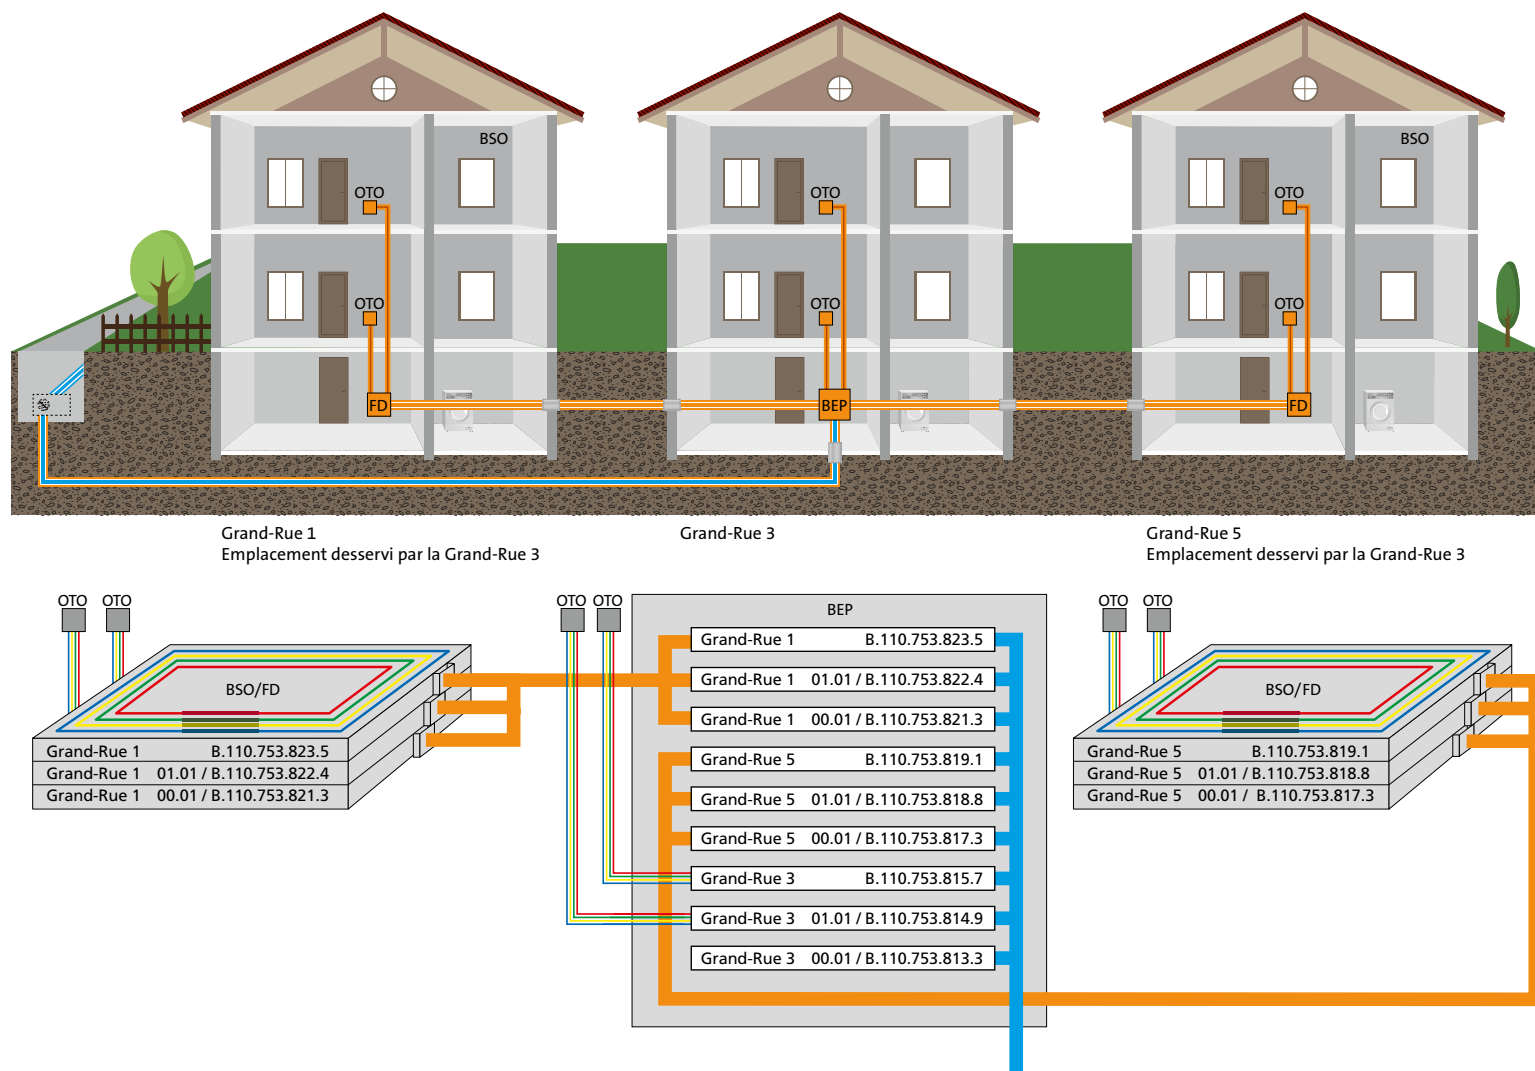 BSO
BSO
OTO
OTO
OTO
OTO
OTO
OTO
FD
BEP
FD
Grand-Rue 1
Emplacement desservi par la Grand-Rue 3
Grand-Rue 3
Grand-Rue 5
Emplacement desservi par la Grand-Rue 3
OTO OTO
BSO/FD
Grand-Rue 1 B.110.753.823.5
Grand-Rue 1 01.01 / B.110.753.822.4
Grand-Rue 1 00.01 / B.110.753.821.3
OTO OTO
BEP
Grand-Rue 1 B.110.753.823.5
Grand-Rue 1 01.01 / B.110.753.822.4
Grand-Rue 1 00.01 / B.110.753.821.3
Grand-Rue 5 B.110.753.819.1
Grand-Rue 5 01.01 / B.110.753.818.8
Grand-Rue 5 00.01 / B.110.753.817.3
Grand-Rue 3 B.110.753.815.7
Grand-Rue 3 01.01 / B.110.753.814.9
Grand-Rue 3 00.01 / B.110.753.813.3
OTO OTO
BSO/FD
Grand-Rue 5 B.110.753.819.1
Grand-Rue 5 01.01 / B.110.753.818.8
Grand-Rue 5 00.01 / B.110.753.817.3